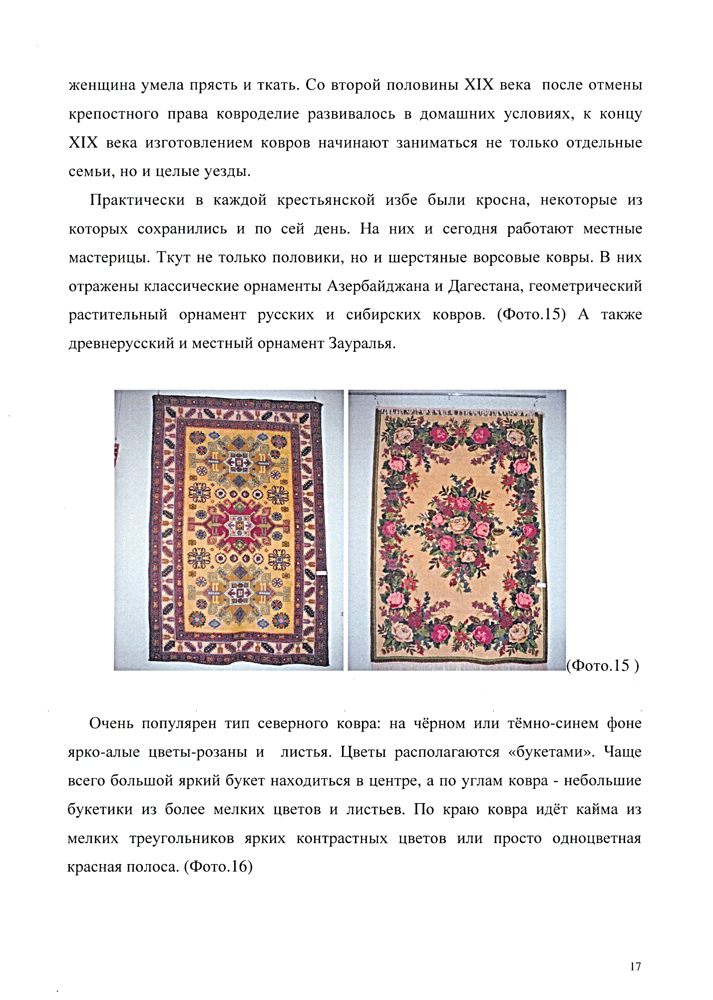 женщина умела прясть и ткать. Со второй половины XIX века после отмены
крепостного права ковроделие развивалось в домашних условиях, к концу
XIX века изготовлением ковров начинают заниматься не только отдельные
семьи, но и целые уезды.
Практически в каждой крестьянской избе были кросна, некоторые из
которых сохранились и по сей день. На них и сегодня работают местные
мастерицы. Ткут не только половики, но и шерстяные ворсовые ковры. В них
отражены классические орнаменты Азербайджана и Дагестана, геометрический
растительный орнамент русских и сибирских ковров. (Фото.15) А также
древнерусский и местный орнамент Зауралья.
(Фото.15 )
Очень популярен тип северного ковра: на чёрном или тёмно-синем фоне
ярко-алые цветы-розаны и листья. Цветы располагаются «букетами». Чаще
всего большой яркий букет находиться в центре, а по углам ковра - небольшие
букетики из более мелких цветов и листьев. По краю ковра идёт кайма из
мелких треугольников ярких контрастных цветов или просто одноцветная
красная полоса. (Фото.16)
17